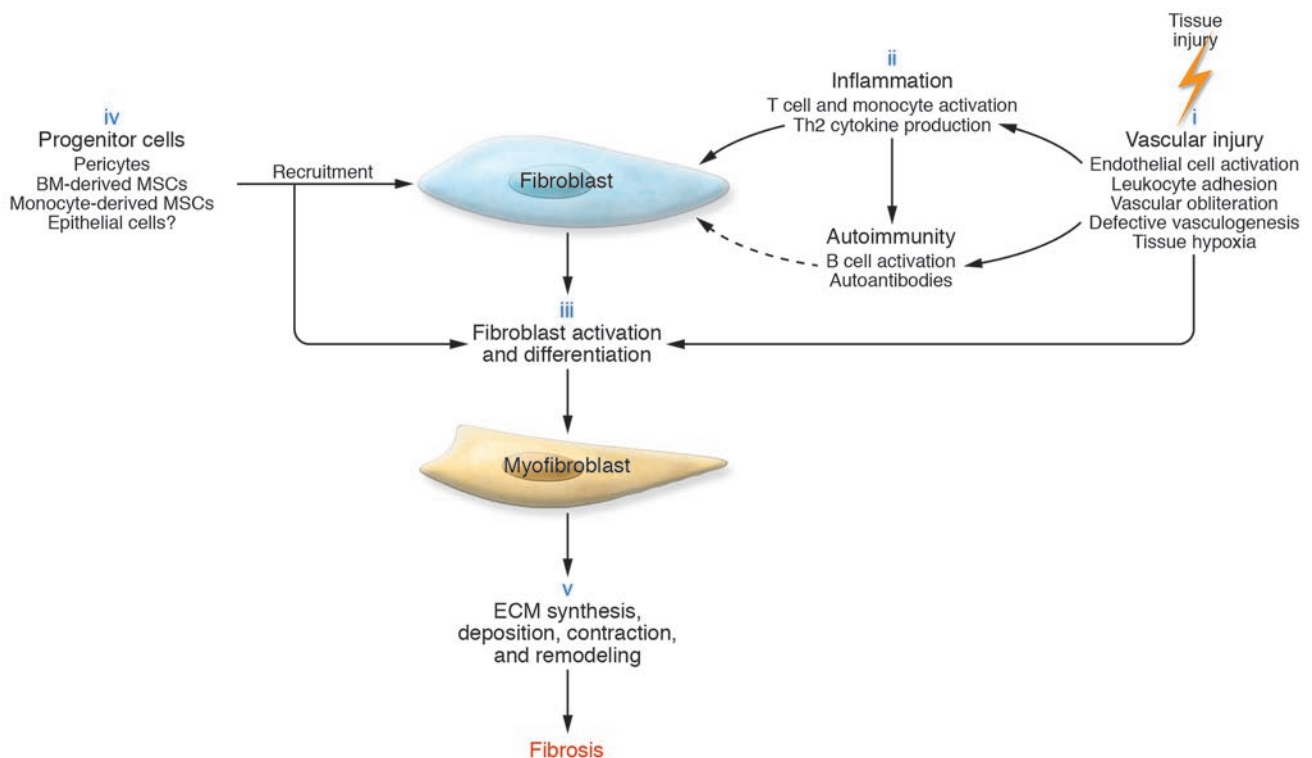 Tissue
injury
i
Vascular injury
Endothelial cell activation
Leukocyte adhesion
Vascular obliteration
Defective vasculogenesis
Tissue hypoxia
ii
Inflammation
T cell and monocyte activation
Th2 cytokine production
Autoimmunity
B cell activation
Autoantibodies
iv
Progenitor cells
Pericytes
BM-derived MSCs
Monocyte-derived MSCs
Epithelial cells?
Recruitment
Fibroblast
iii
Fibroblast activation
and differentiation
Myofibroblast
v
ECM synthesis,
deposition, contraction,
and remodeling
Fibrosis